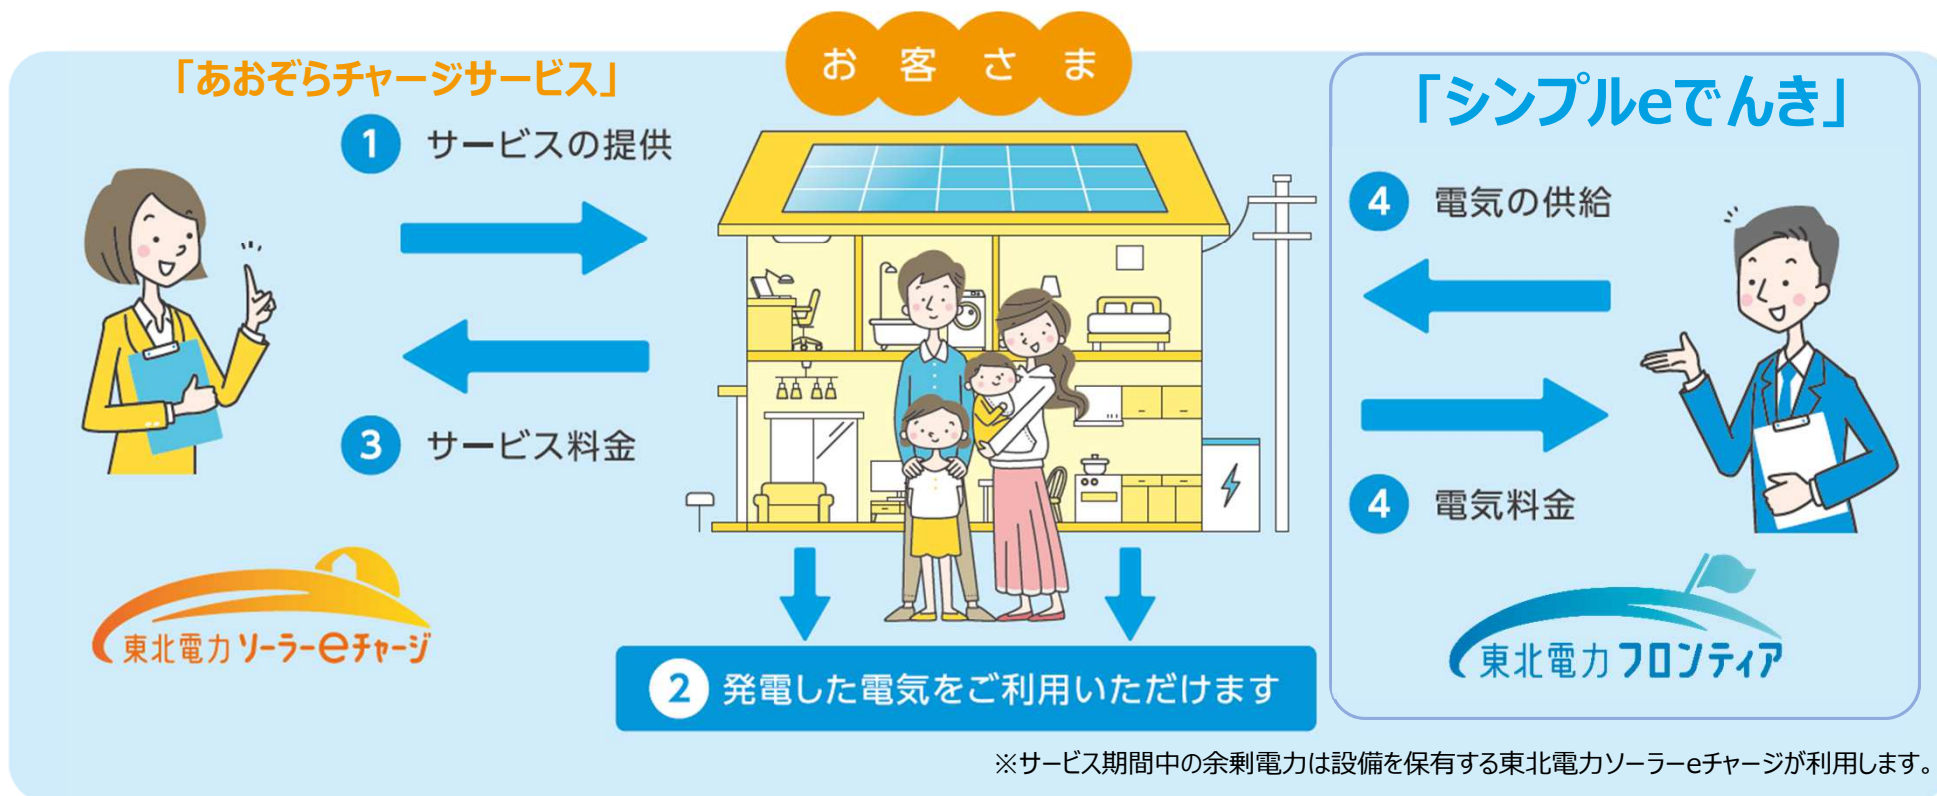 お客さま
「あおぞらチャージサービス」
1 サービスの提供
3 サービス料金
東北電力 ソーラーeチャージ
2 発電した電気をご利用いただけます
「シンプルeでんき」
4 電気の供給
4 電気料金
東北電力 フロンティア
※サービス期間中の余剰電力は設備を保有する東北電力ソーラーeチャージが利用します。